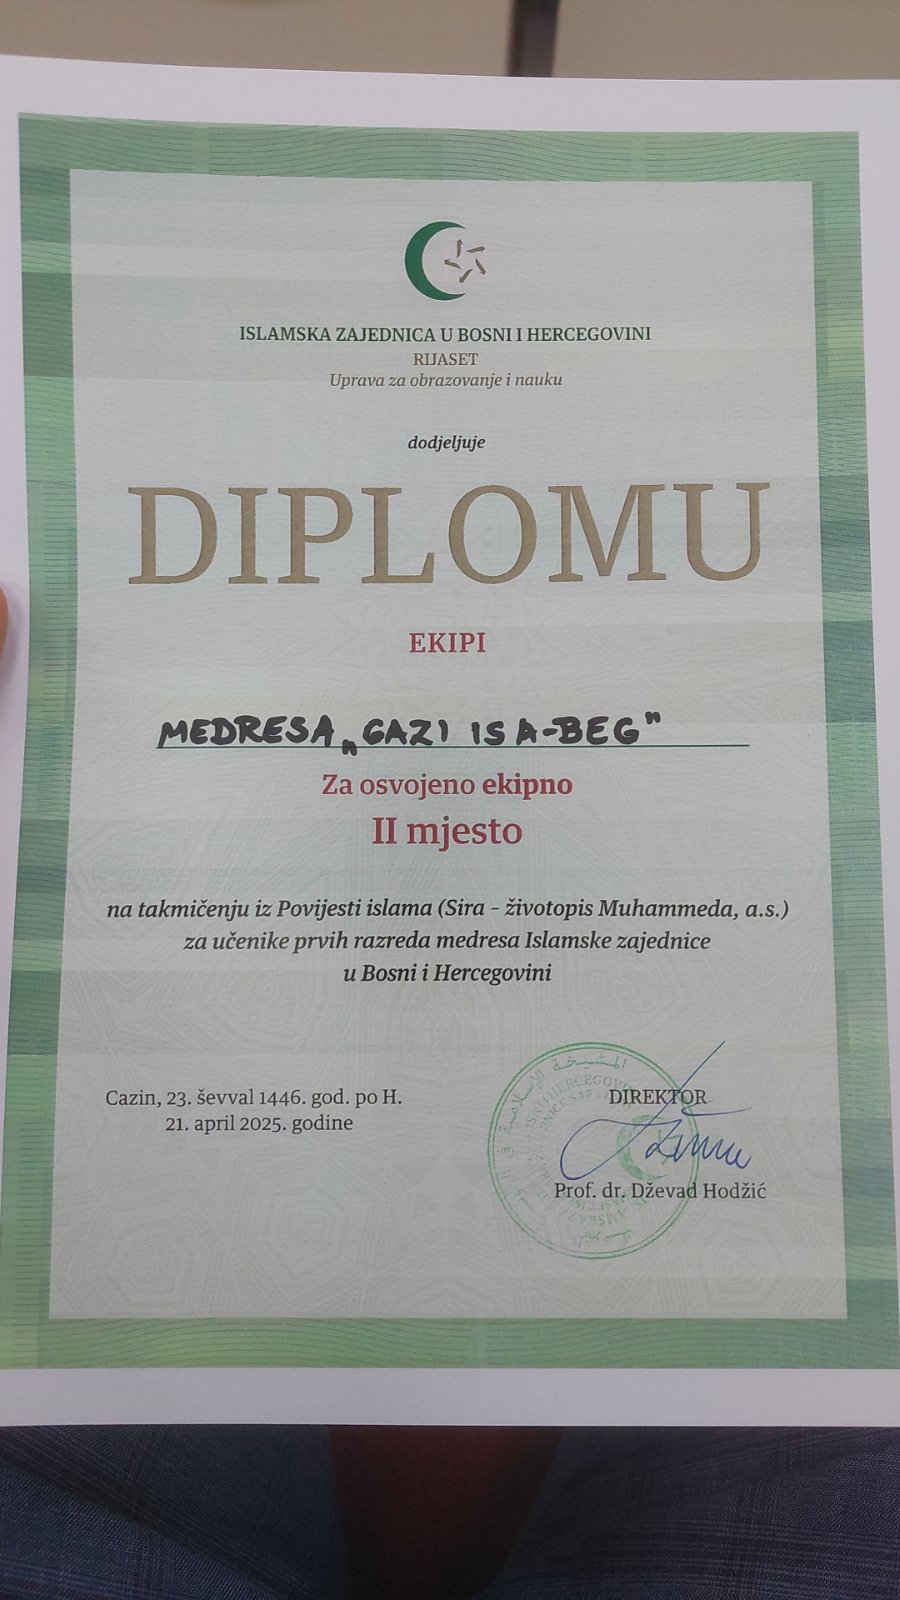 ISLAMSKA ZAJEDNICA U BOSNI I HERCEGOVINI
RIJASET
Uprava za obrazovanje i nauku
dodjeljuje
DIPLOMU
EKIPI
MEDRESA „GAZI ISA-BEG"
Za osvojeno ekipno
II mjesto
na takmičenju iz Povijesti islama (Sira - životopis Muhammeda, a.s.)
za učenike prvih razreda medresa Islamske zajednice
u Bosni i Hercegovini
Cazin, 23. ševval 1446. god. po H.
21. april 2025. godine
DIREKTOR
Prof. dr. Dževad Hodžić